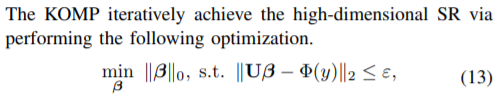 The KOMP iteratively achieve the high-dimensional SR via
performing the following optimization.
min ‖β‖₀, s.t. ‖Uβ − Φ(y)‖₂ ≤ ε, (13)
β